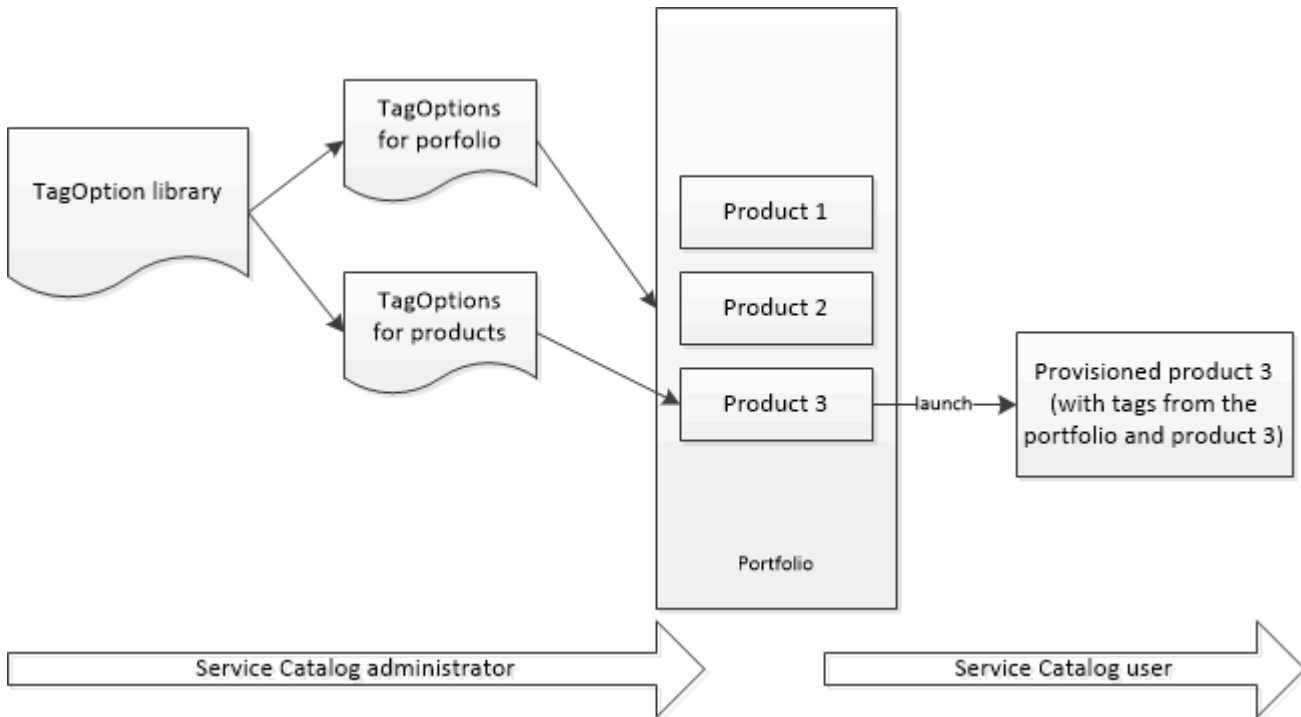 TagOption library
TagOptions
for porfolio
TagOptions
for products
Product 1
Product 2
Product 3
Portfolio
launch
Provisioned product 3
(with tags from the
portfolio and product 3)
Service Catalog administrator
Service Catalog user